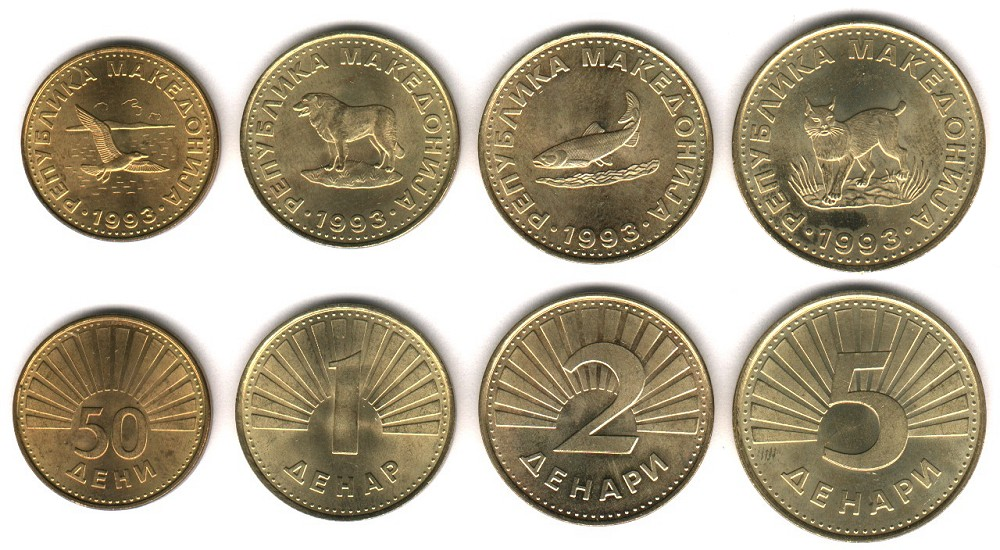 РЕПУБЛИКА МАКЕДОНИЈА
· 1993 ·
РЕПУБЛИКА МАКЕДОНИЈА
· 1993 ·
РЕПУБЛИКА МАКЕДОНИЈА
· 1993 ·
РЕПУБЛИКА МАКЕДОНИЈА
· 1993 ·
50
ДЕНИ
1
ДЕНАР
2
ДЕНАРИ
5
ДЕНАРИ